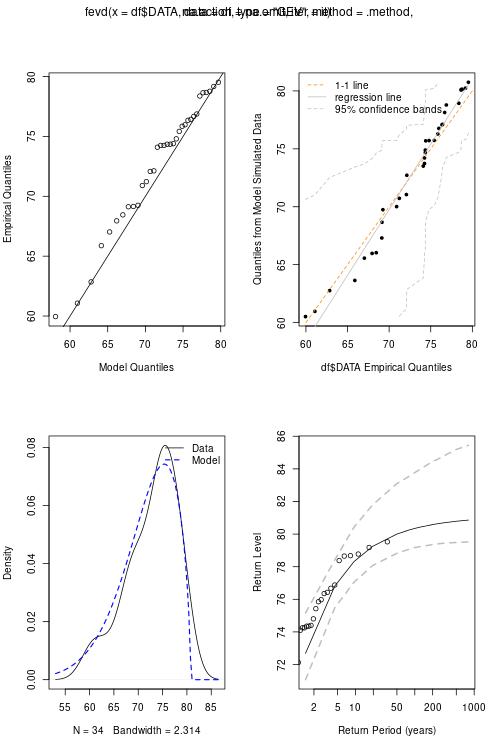 fevd(x = df$DATA, data = df, type = "GEV", method = .method,
80
75
70
65
60
Empirical Quantiles
60 65 70 75 80
Model Quantiles
1-1 line
regression line
95% confidence bands
80
75
70
65
60
Quantiles from Model Simulated Data
60 65 70 75 80
df$DATA Empirical Quantiles
Data
Model
0.08
0.06
0.04
0.02
0.00
Density
55 60 65 70 75 80 85
N = 34 Bandwidth = 2.314
86
84
82
80
78
76
74
72
Return Level
2 5 10 50 200 1000
Return Period (years)